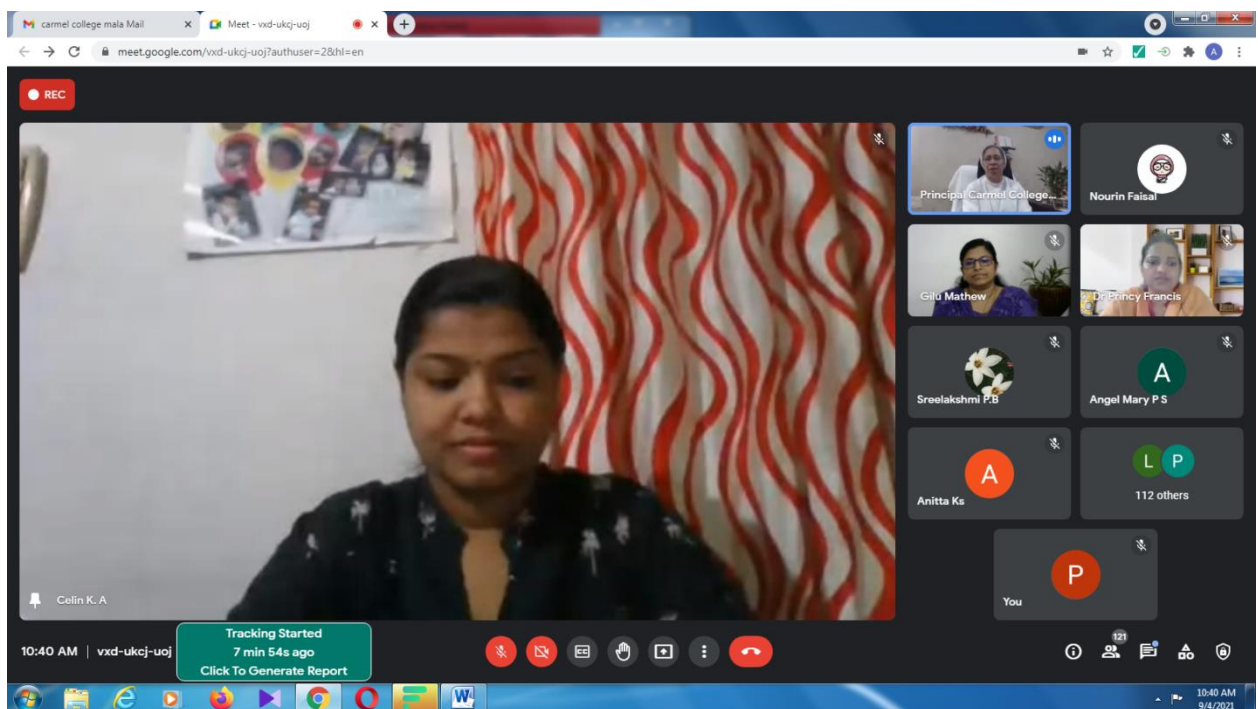 carmel college mala Mail
Meet - vxd-ukcj-uoj
meet.google.com/vxd-ukcj-uoj?authuser=2&hl=en
A
REC
Principal Carmel College...
Nourin Faisal
Gilu Mathew
Dr Princy Francis
Sreelakshmi P.B
A
Angel Mary P S
A
Anitta Ks
L P
112 others
P
You
Celin K. A
10:40 AM | vxd-ukcj-uoj
Tracking Started
7 min 54s ago
Click To Generate Report
CC
121
10:40 AM
9/4/2021